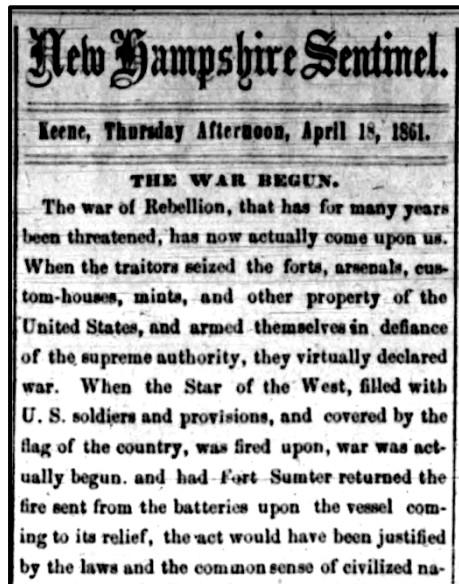 New Hampshire Sentinel.
Keene, Thursday Afternoon, April 18, 1861.
THE WAR BEGUN.
The war of Rebellion, that has for many years
been threatened, has now actually come upon us.
When the traitors seized the forts, arsenals, cus-
tom-houses, mints, and other property of the
United States, and armed themselves in defiance
of the supreme authority, they virtually declared
war. When the Star of the West, filled with
U. S. soldiers and provisions, and covered by the
flag of the country, was fired upon, war was act-
ually begun. and had Fort Sumter returned the
fire sent from the batteries upon the vessel com-
ing to its relief, the act would have been justified
by the laws and the common sense of civilized na-